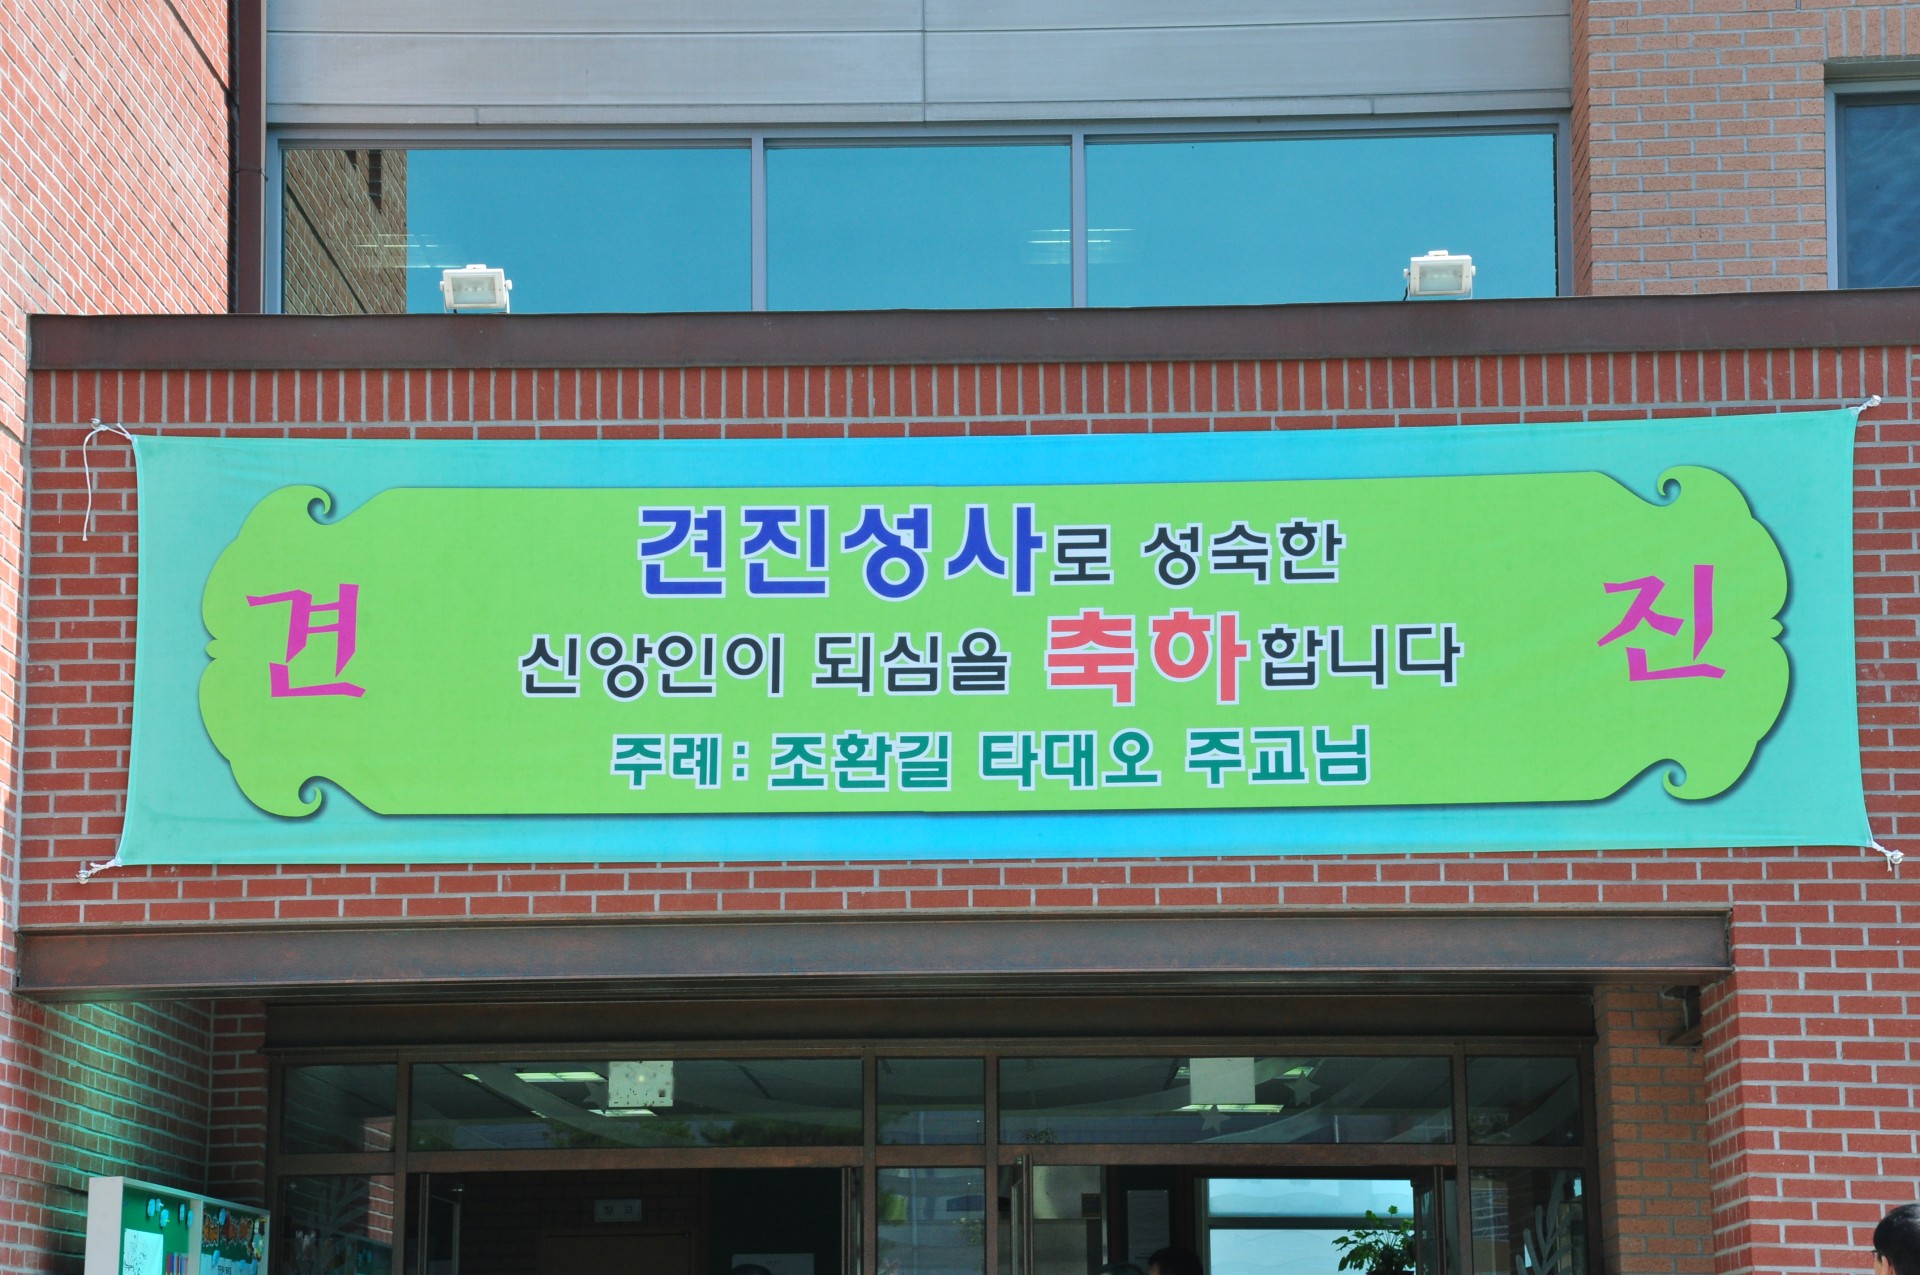 견진성사로 성숙한
신앙인이 되심을 축하합니다
주례 : 조환길 타대오 주교님
견
진